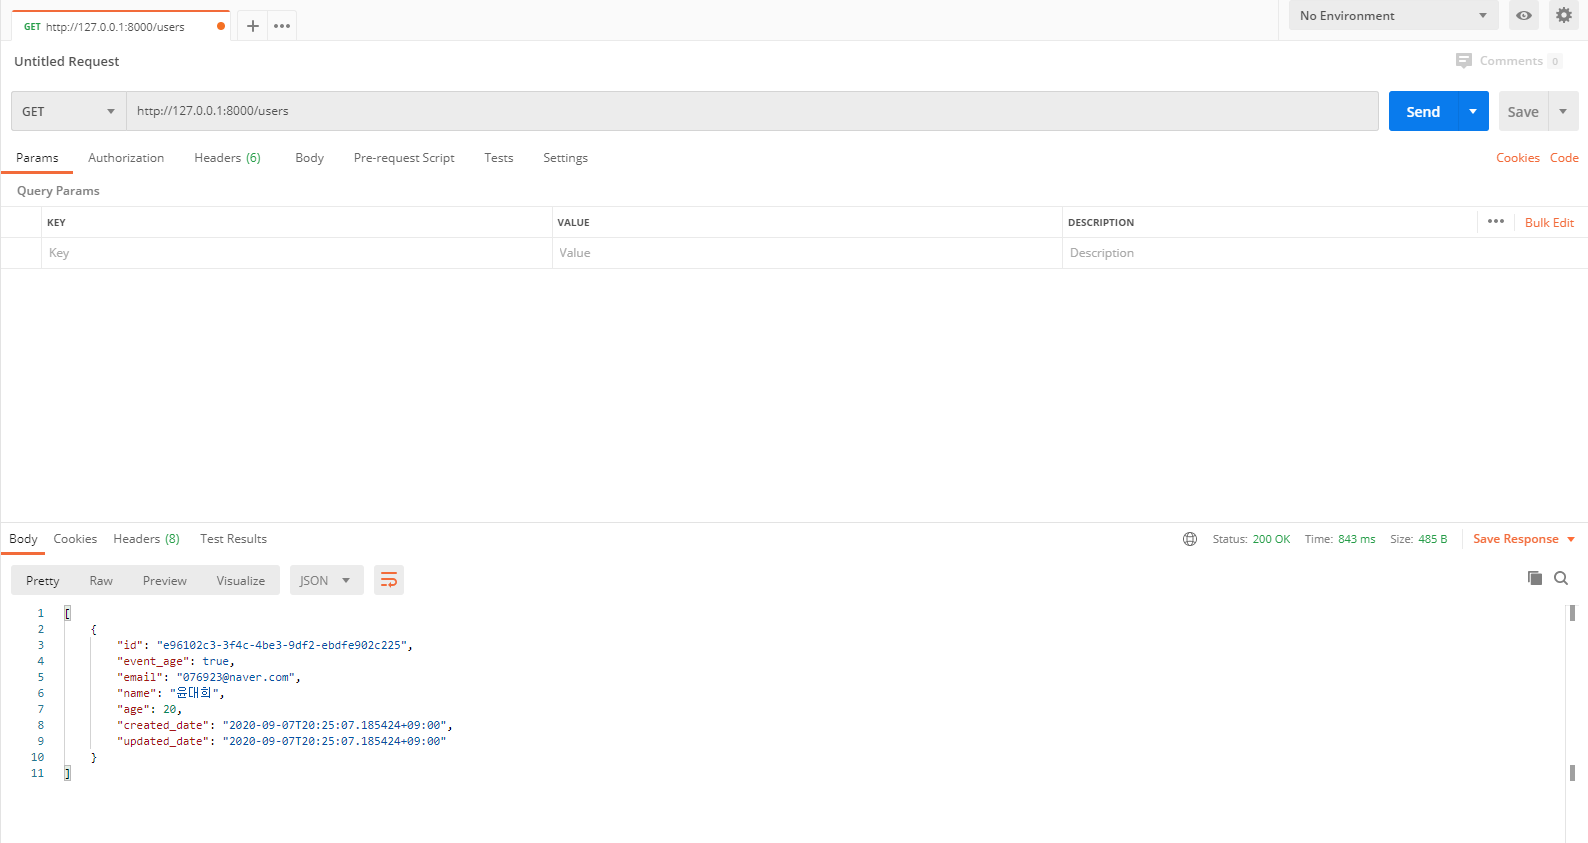 GET http://127.0.0.1:8000/users
No Environment
Untitled Request
Comments 0
GET http://127.0.0.1:8000/users Send Save
Params Authorization Headers (6) Body Pre-request Script Tests Settings Cookies Code
Query Params
KEY VALUE DESCRIPTION Bulk Edit
Key Value Description
Body Cookies Headers (8) Test Results Status: 200 OK Time: 843 ms Size: 485 B Save Response
Pretty Raw Preview Visualize JSON
1 [
2 {
3 "id": "e96102c3-3f4c-4be3-9df2-ebdfe902c225",
4 "event_age": true,
5 "email": "076923@naver.com",
6 "name": "윤대희",
7 "age": 20,
8 "created_date": "2020-09-07T20:25:07.185424+09:00",
9 "updated_date": "2020-09-07T20:25:07.185424+09:00"
10 }
11 ]